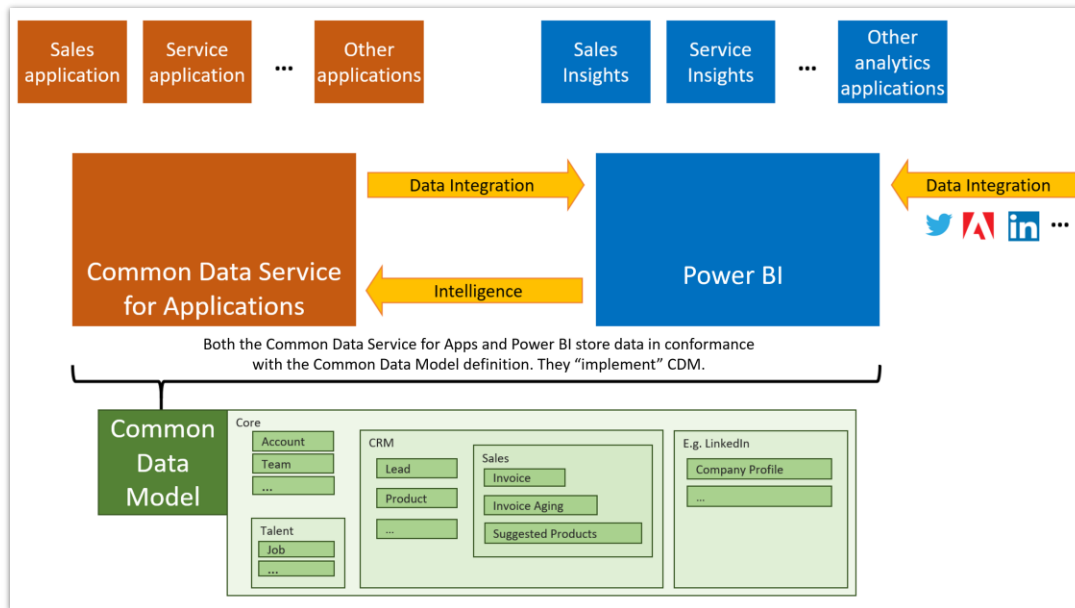 Sales
application
Service
application
...
Other
applications
Sales
Insights
Service
Insights
...
Other
analytics
applications
Common Data Service
for Applications
Data Integration
Intelligence
Power BI
Data Integration
in
...
Both the Common Data Service for Apps and Power BI store data in conformance
with the Common Data Model definition. They “implement” CDM.
Common
Data
Model
Core
Account
Team
...
Talent
Job
...
CRM
Lead
Product
...
Sales
Invoice
Invoice Aging
Suggested Products
E.g. LinkedIn
Company Profile
...